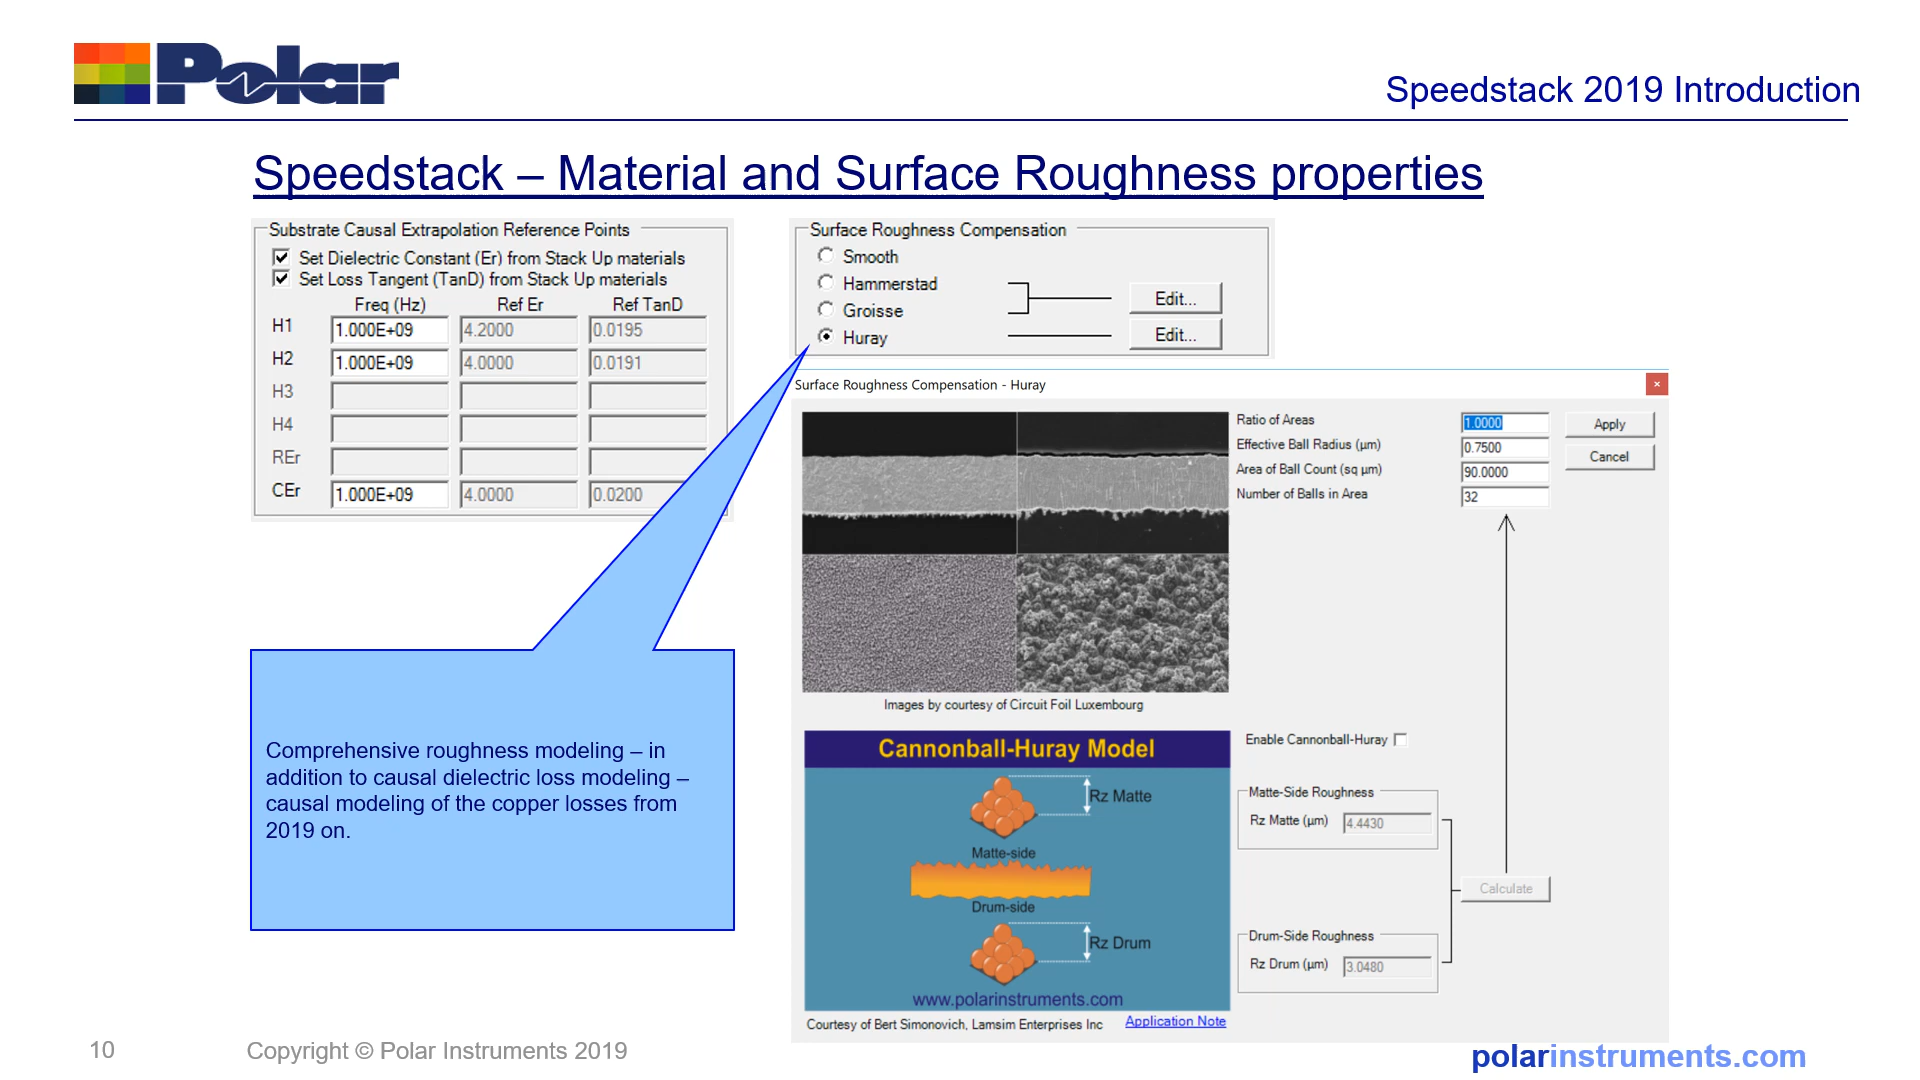 Polar
Speedstack 2019 Introduction
Speedstack – Material and Surface Roughness properties
Substrate Causal Extrapolation Reference Points
Set Dielectric Constant (Er) from Stack Up materials
Set Loss Tangent (TanD) from Stack Up materials
Freq (Hz) Ref Er Ref TanD
H1 1.000E+09 4.2000 0.0195
H2 1.000E+09 4.0000 0.0191
H3
H4
REr
CEr 1.000E+09 4.0000 0.0200
Surface Roughness Compensation
Smooth
Hammerstad
Groisse
Huray
Edit...
Edit...
Surface Roughness Compensation - Huray
Ratio of Areas 1.0000
Effective Ball Radius (µm) 0.7500
Area of Ball Count (sq µm) 90.0000
Number of Balls in Area 32
Apply
Cancel
Images by courtesy of Circuit Foil Luxembourg
Cannonball-Huray Model
Rz Matte
Matte-side
Drum-side
Rz Drum
www.polarinstruments.com
Courtesy of Bert Simonovich, Lamsim Enterprises Inc
Application Note
Enable Cannonball-Huray
Matte-Side Roughness
Rz Matte (µm) 4.4430
Calculate
Drum-Side Roughness
Rz Drum (µm) 3.0480
Comprehensive roughness modeling – in
addition to causal dielectric loss modeling –
causal modeling of the copper losses from
2019 on.
10
Copyright © Polar Instruments 2019
polarinstruments.com